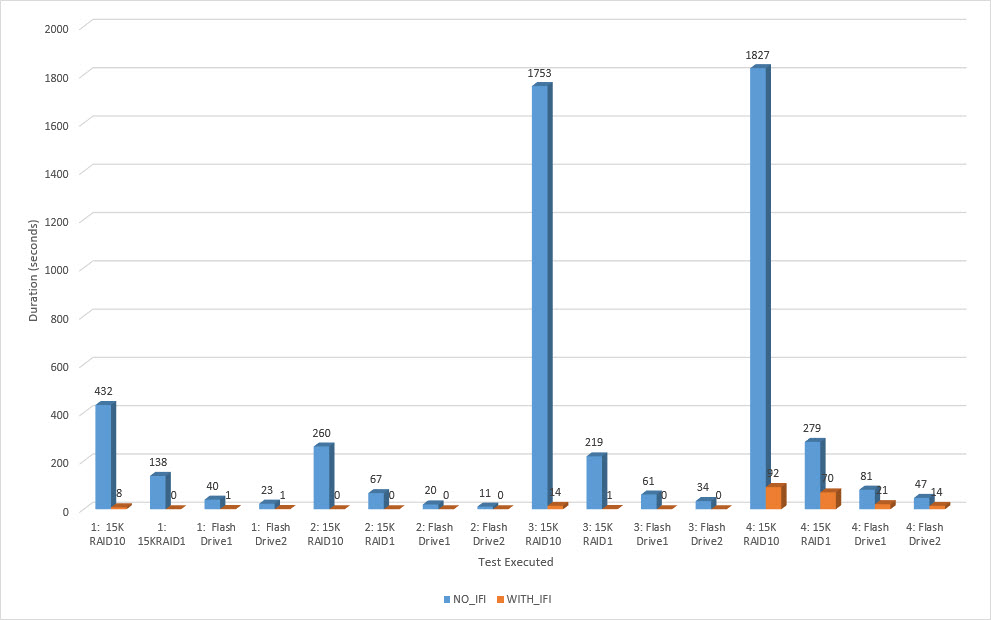 2000
1800
1600
1400
1200
1000
800
600
400
200
0
Duration (seconds)
432
8
138
0
40
1
23
1
260
0
67
0
20
0
11
0
1753
14
219
1
61
0
34
0
1827
92
279
70
81
21
47
14
1: 15K
RAID10
1:
15KRAID1
1: Flash
Drive1
1: Flash
Drive2
2: 15K
RAID10
2: 15K
RAID1
2: Flash
Drive1
2: Flash
Drive2
3: 15K
RAID10
3: 15K
RAID1
3: Flash
Drive1
3: Flash
Drive2
4: 15K
RAID10
4: 15K
RAID1
4: Flash
Drive1
4: Flash
Drive2
Test Executed
NO_IFI
WITH_IFI